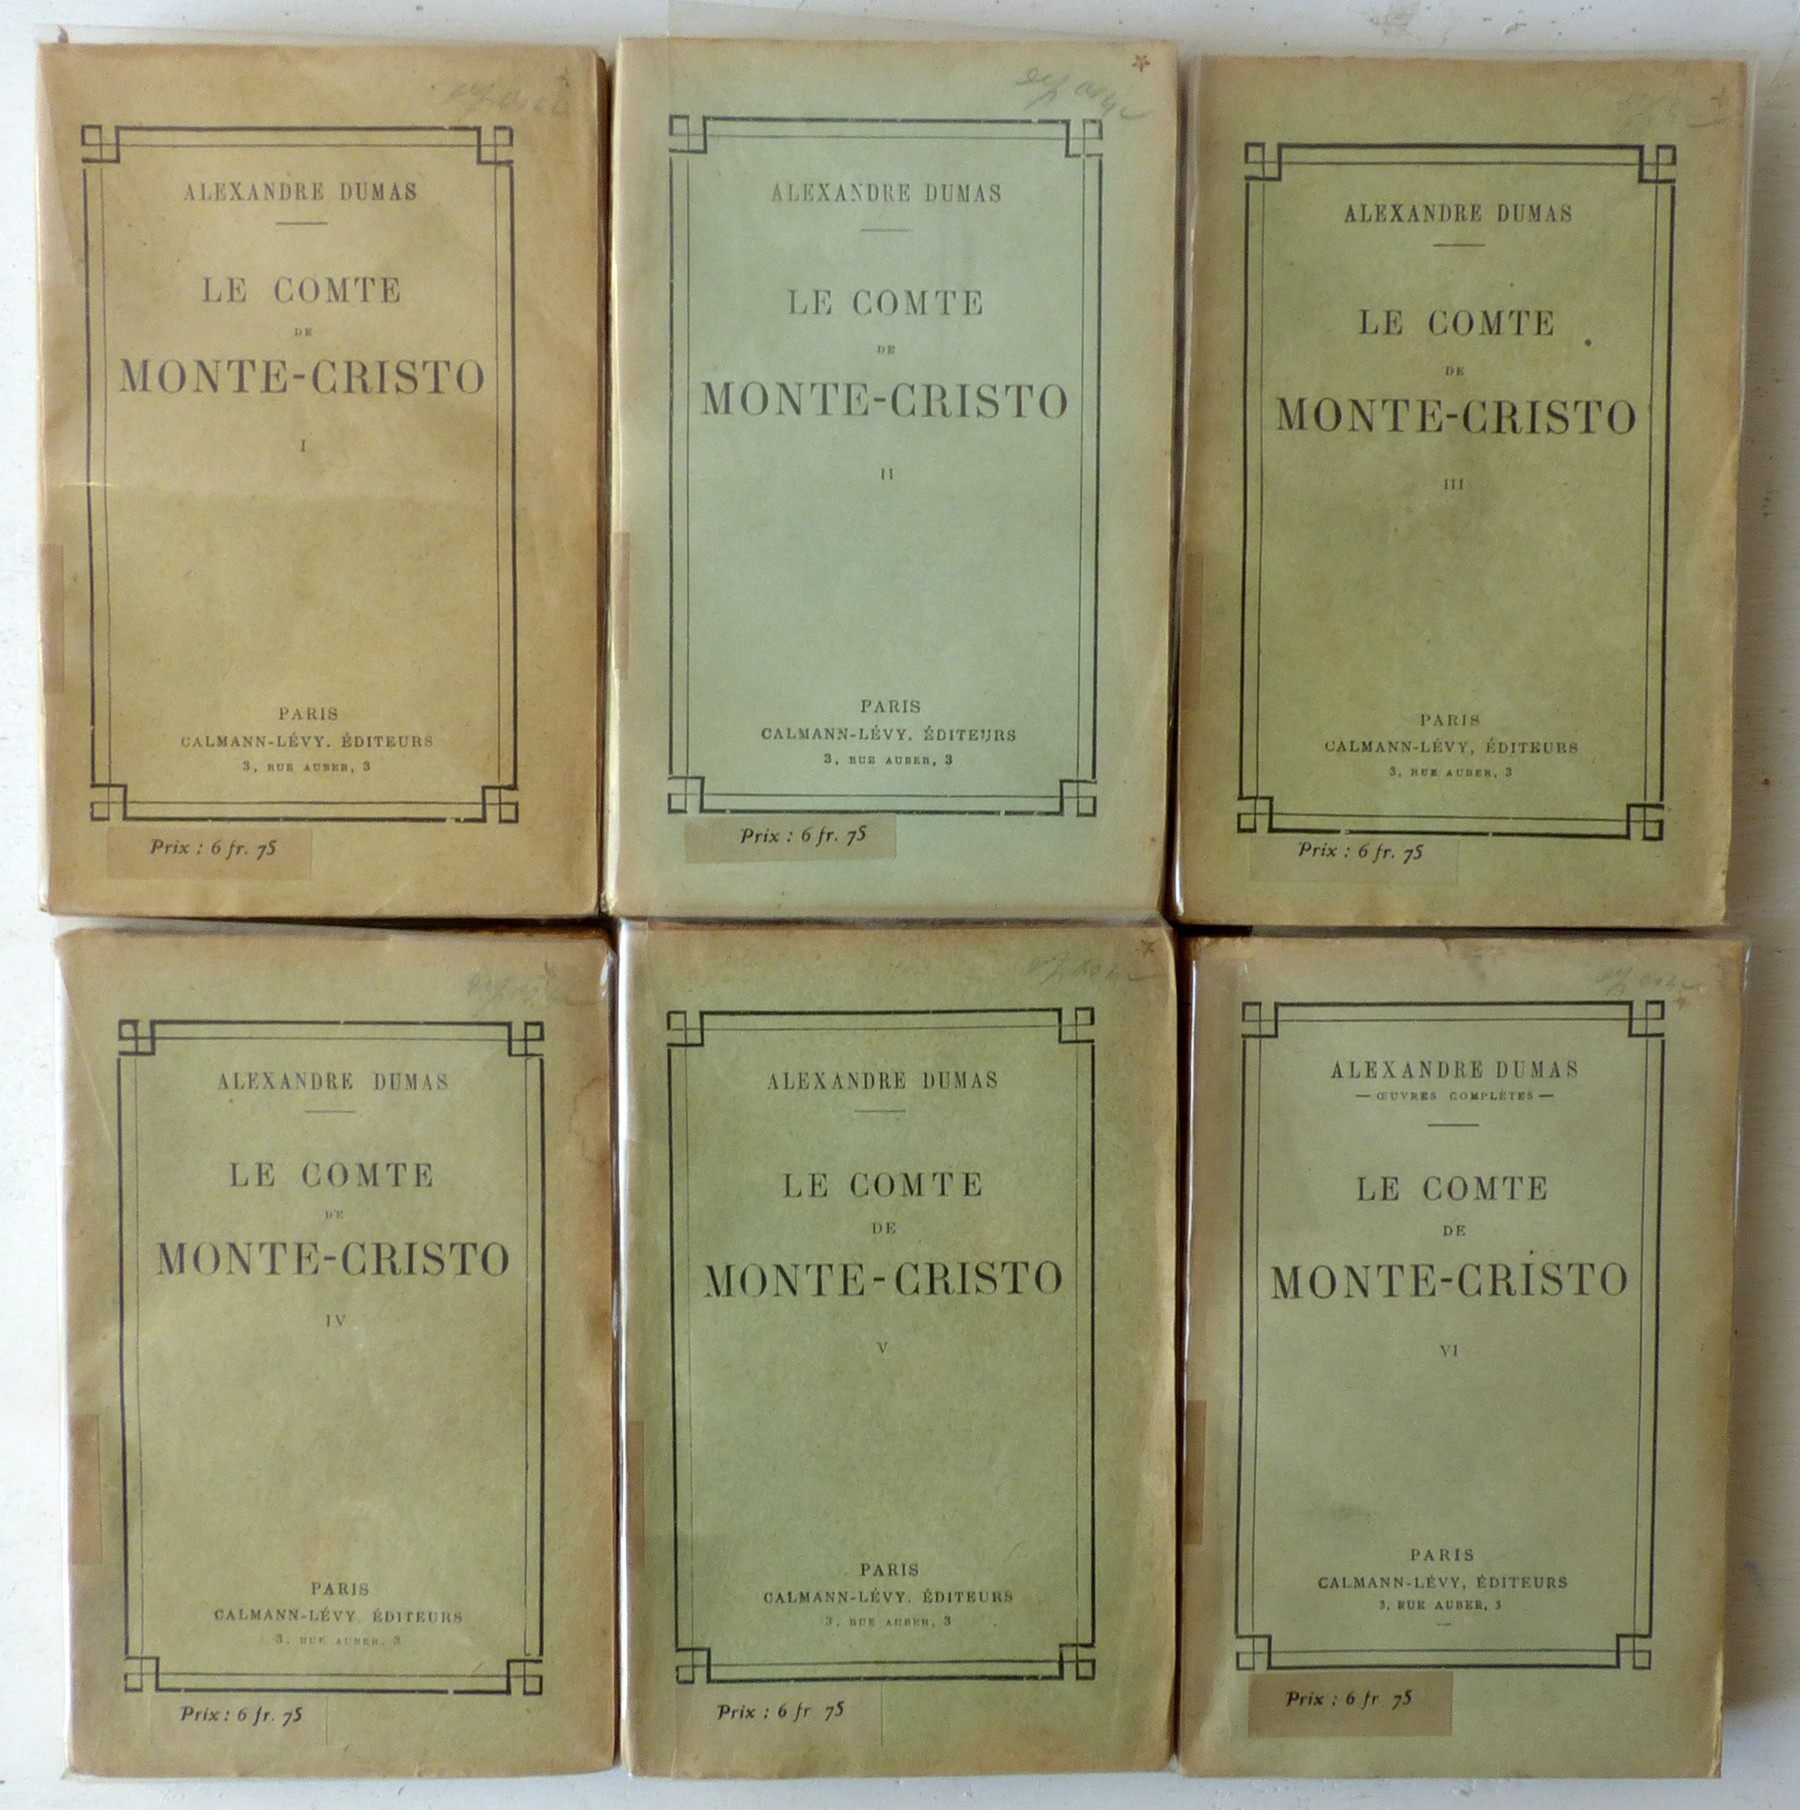 ALEXANDRE DUMAS
LE COMTE
DE
MONTE-CRISTO
I
PARIS
CALMANN-LÉVY. ÉDITEURS
3, RUE AUBER, 3
Prix : 6 fr. 75
ALEXANDRE DUMAS
LE COMTE
DE
MONTE-CRISTO
II
PARIS
CALMANN-LÉVY. ÉDITEURS
3, RUE AUBER, 3
Prix : 6 fr. 75
ALEXANDRE DUMAS
LE COMTE
DE
MONTE-CRISTO
III
PARIS
CALMANN-LÉVY, ÉDITEURS
3, RUE AUBER, 3
Prix : 6 fr. 75
ALEXANDRE DUMAS
LE COMTE
DE
MONTE-CRISTO
IV
PARIS
CALMANN-LÉVY. ÉDITEURS
3, RUE AUBER, 3
Prix : 6 fr. 75
ALEXANDRE DUMAS
LE COMTE
DE
MONTE-CRISTO
V
PARIS
CALMANN-LÉVY. ÉDITEURS
3, RUE AUBER, 3
Prix : 6 fr 75
ALEXANDRE DUMAS
— ŒUVRES COMPLÈTES —
LE COMTE
DE
MONTE-CRISTO
VI
PARIS
CALMANN-LÉVY, ÉDITEURS
3, RUE AUBER, 3
Prix : 6 fr 75